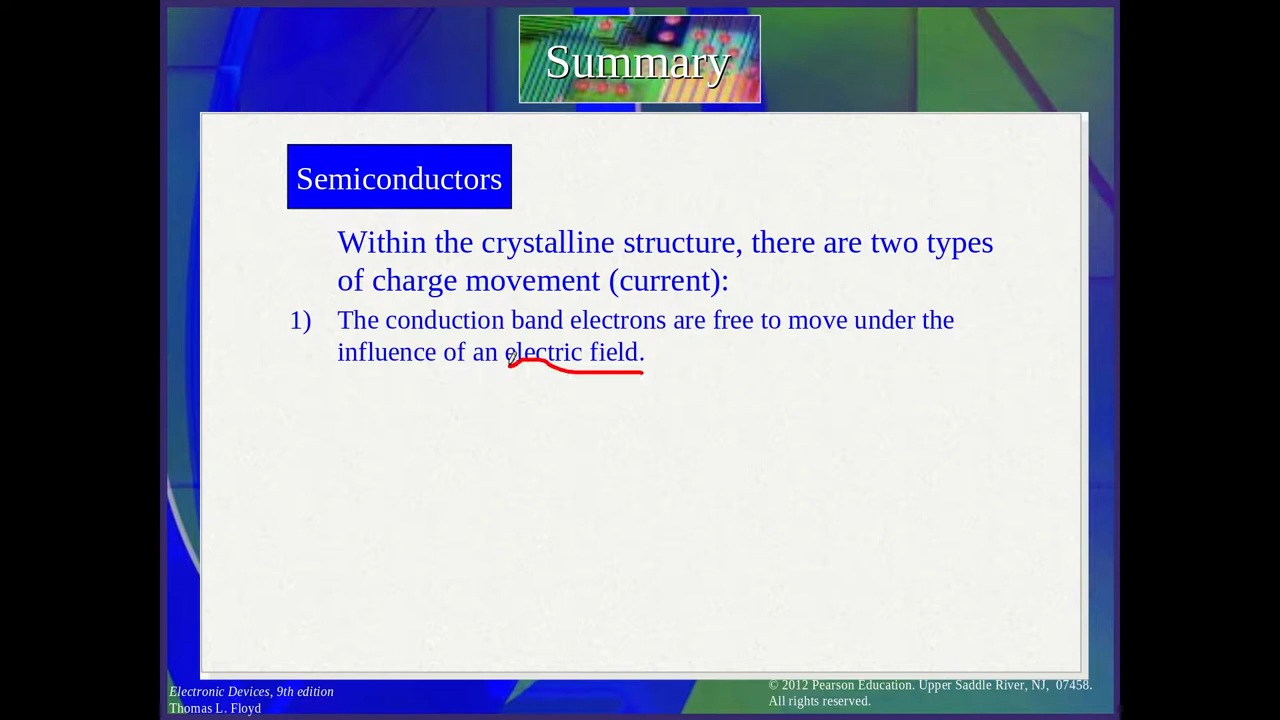 Summary
Semiconductors
Within the crystalline structure, there are two types
of charge movement (current):
1) The conduction band electrons are free to move under the
influence of an electric field.
Electronic Devices, 9th edition
Thomas L. Floyd
© 2012 Pearson Education. Upper Saddle River, NJ, 07458.
All rights reserved.